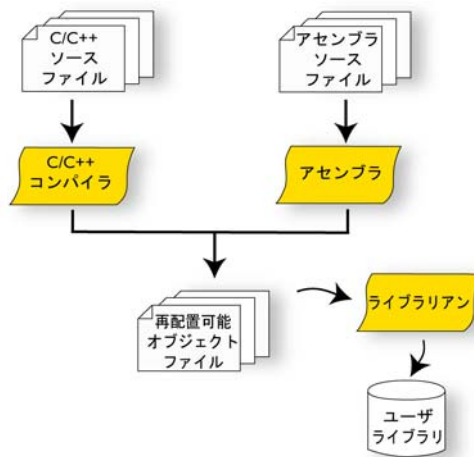 C/C++
ソース
ファイル
アセンブラ
ソース
ファイル
C/C++
コンパイラ
アセンブラ
再配置可能
オブジェクト
ファイル
ライブラリアン
ユーザ
ライブラリ